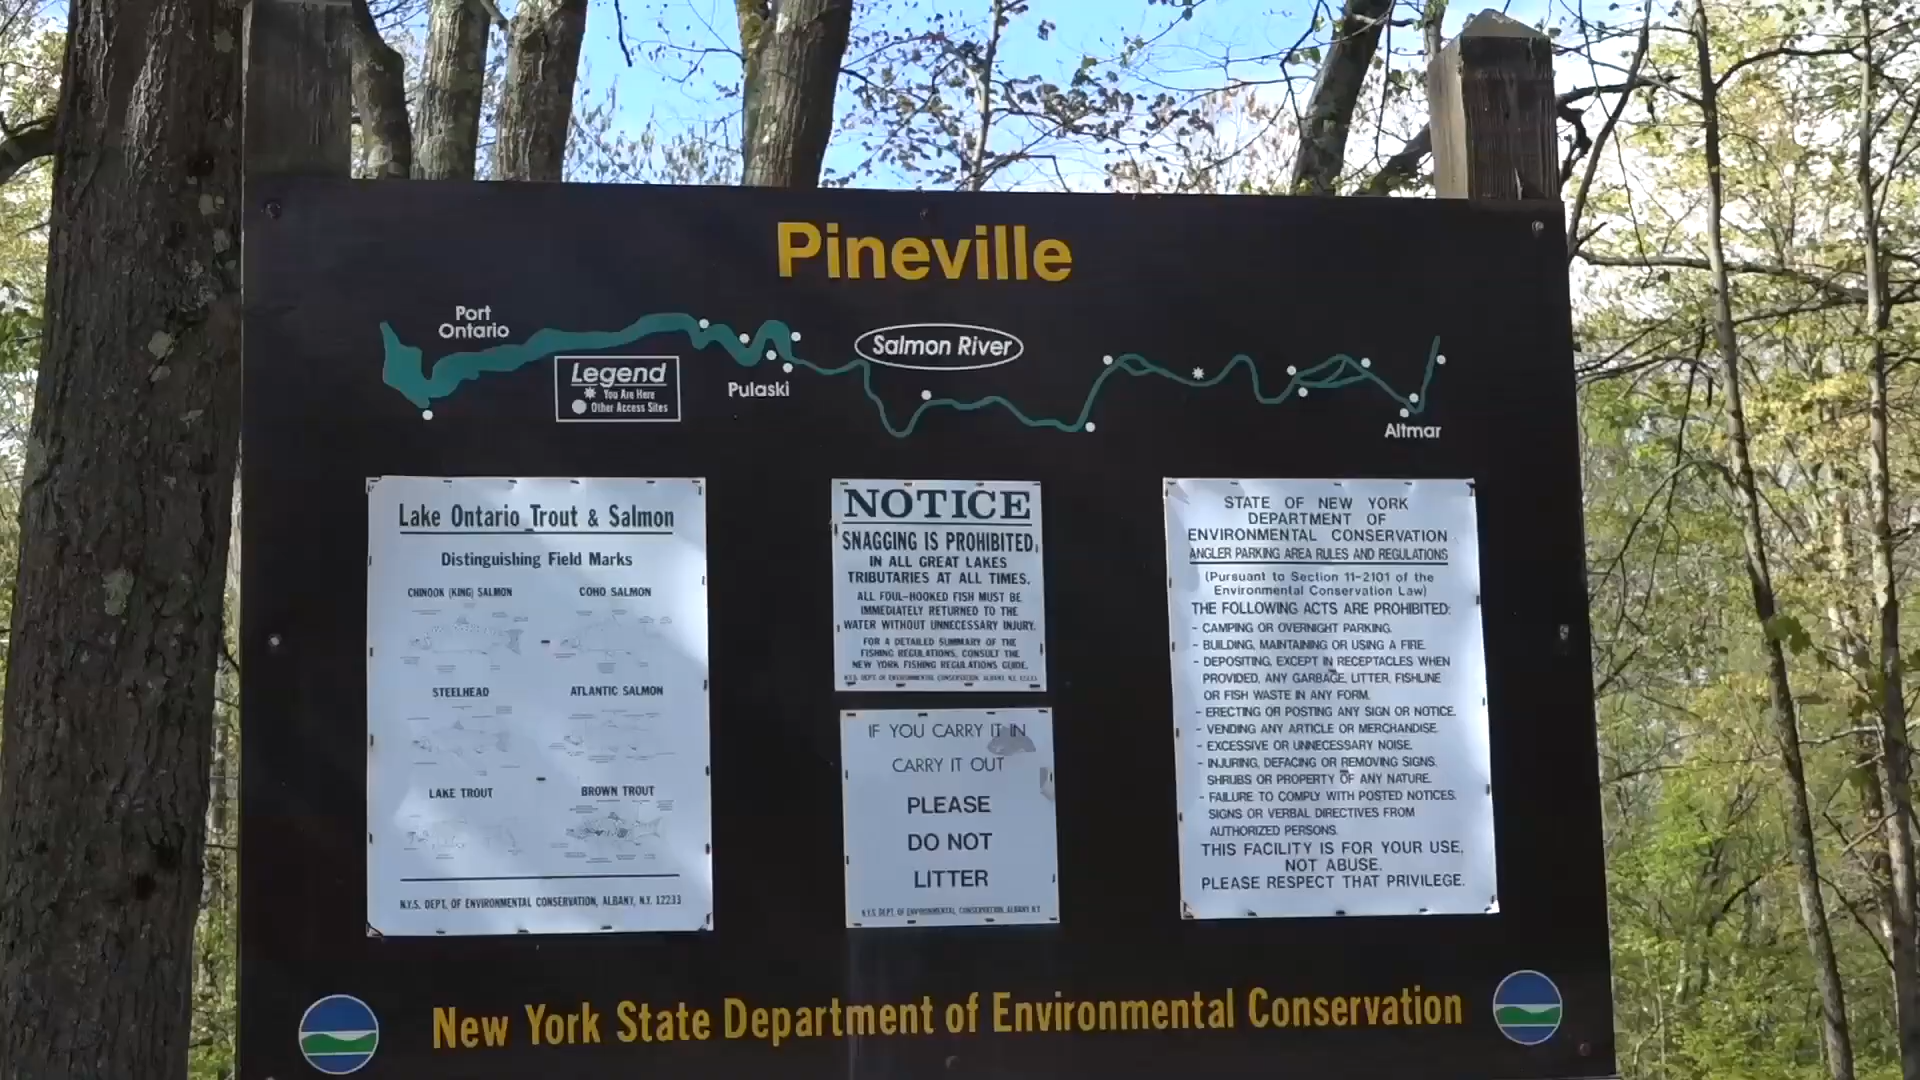 Pineville
Port
Ontario
Salmon River
Legend
You Are Here
Other Access Sites
Pulaski
Altmar
Lake Ontario Trout & Salmon
Distinguishing Field Marks
CHINOOK (KING) SALMON
COHO SALMON
STEELHEAD
ATLANTIC SALMON
LAKE TROUT
BROWN TROUT
N.Y.S. DEPT. OF ENVIRONMENTAL CONSERVATION, ALBANY, N.Y. 12233
NOTICE
SNAGGING IS PROHIBITED
IN ALL GREAT LAKES
TRIBUTARIES AT ALL TIMES.
ALL FOUL-HOOKED FISH MUST BE
IMMEDIATELY RETURNED TO THE
WATER WITHOUT UNNECESSARY INJURY.
FOR A DETAILED SUMMARY OF THE
FISHING REGULATIONS, CONSULT THE
NEW YORK FISHING REGULATIONS GUIDE.
N.Y.S. DEPT OF ENVIRONMENTAL CONSERVATION, ALBANY, N.Y.
IF YOU CARRY IT IN
CARRY IT OUT
PLEASE
DO NOT
LITTER
N.Y.S. DEPT. OF ENVIRONMENTAL CONSERVATION, ALBANY N.Y.
STATE OF NEW YORK
DEPARTMENT OF
ENVIRONMENTAL CONSERVATION
ANGLER PARKING AREA RULES AND REGULATIONS
(Pursuant to Section 11-2101 of the
Environmental Conservation Law)
THE FOLLOWING ACTS ARE PROHIBITED:
- CAMPING OR OVERNIGHT PARKING.
- BUILDING, MAINTAINING OR USING A FIRE.
- DEPOSITING, EXCEPT IN RECEPTACLES WHEN
PROVIDED, ANY GARBAGE, LITTER, FISHLINE
OR FISH WASTE IN ANY FORM.
- ERECTING OR POSTING ANY SIGN OR NOTICE.
- VENDING ANY ARTICLE OR MERCHANDISE.
- EXCESSIVE OR UNNECESSARY NOISE.
- INJURING, DEFACING OR REMOVING SIGNS,
SHRUBS OR PROPERTY OF ANY NATURE.
- FAILURE TO COMPLY WITH POSTED NOTICES,
SIGNS OR VERBAL DIRECTIVES FROM
AUTHORIZED PERSONS.
THIS FACILITY IS FOR YOUR USE,
NOT ABUSE.
PLEASE RESPECT THAT PRIVILEGE.
New York State Department of Environmental Conservation